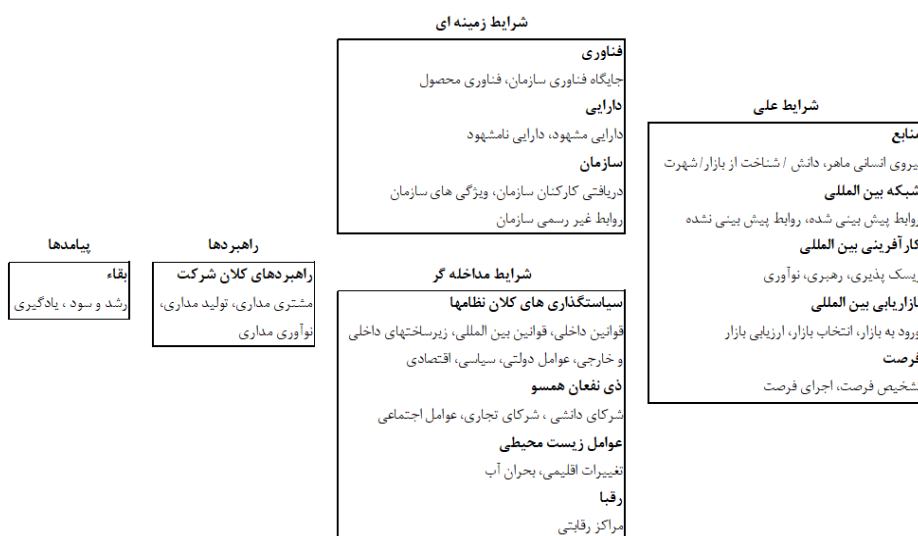 شرایط زمینه ای
فناوری
جایگاه فناوری سازمان، فناوری محصول
دارایی
دارایی مشهود، دارایی نامشهود
سازمان
دریافتی کارکنان سازمان، ویژگی های سازمان
روابط غیر رسمی سازمان
شرایط علی
منابع
نیروی انسانی ماهر، دانش / شناخت از بازار/ شهرت
شبکه بین المللی
روابط پیش بینی شده، روابط پیش بینی نشده
کارآفرینی بین المللی
ریسک پذیری، رهبری، نوآوری
بازاریابی بین المللی
ورود به بازار، انتخاب بازار، ارزیابی بازار
فرصت
تشخیص فرصت، اجرای فرصت
شرایط مداخله گر
سیاستگذاری های کلان نظامها
قوانین داخلی، قوانین بین المللی، زیرساختهای داخلی
و خارجی، عوامل دولتی، سیاسی، اقتصادی
ذی نفعان همسو
شرکای دانشی ، شرکای تجاری، عوامل اجتماعی
عوامل زیست محیطی
تغییرات اقلیمی، بحران آب
رقبا
مراکز رقابتی
راهبردها
راهبردهای کلان شرکت
مشتری مداری، تولید مداری،
نوآوری مداری
پیامدها
بقاء
رشد و سود ، یادگیری